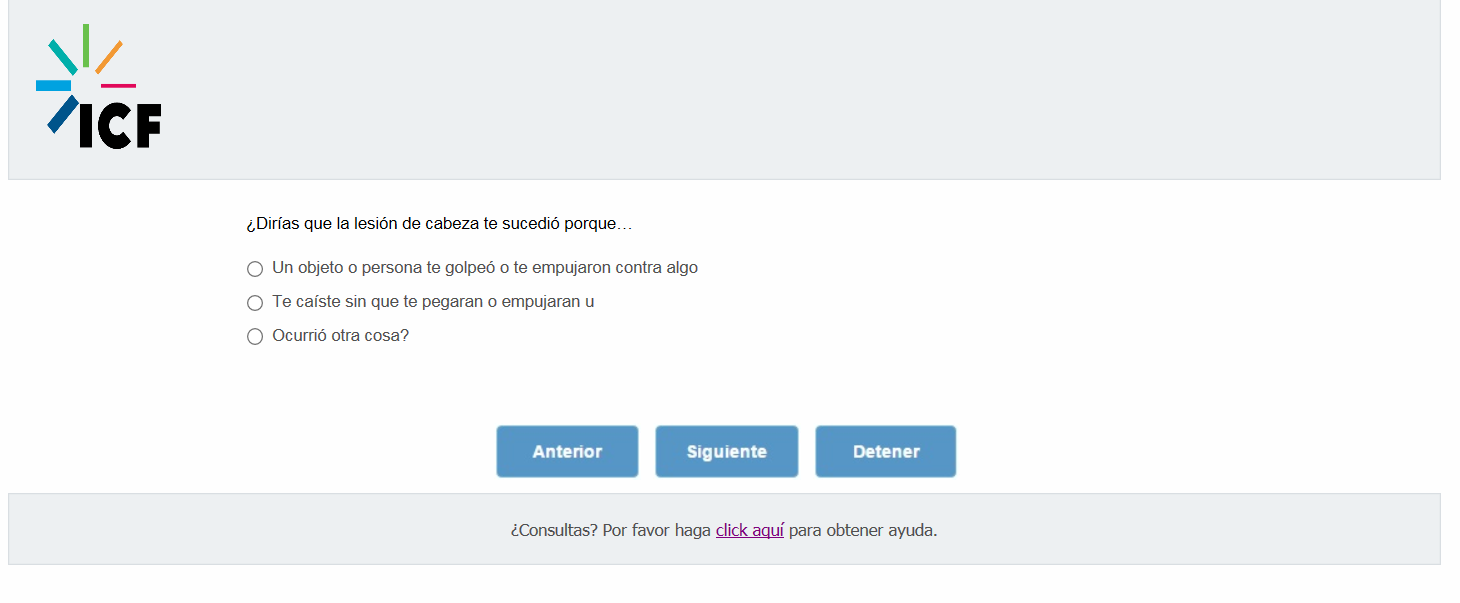 ICF
¿Dirías que la lesión de cabeza te sucedió porque…
Un objeto o persona te golpeó o te empujaron contra algo
Te caíste sin que te pegaran o empujaran u
Ocurrió otra cosa?
Anterior Siguiente Detener
¿Consultas? Por favor haga click aquí para obtener ayuda.